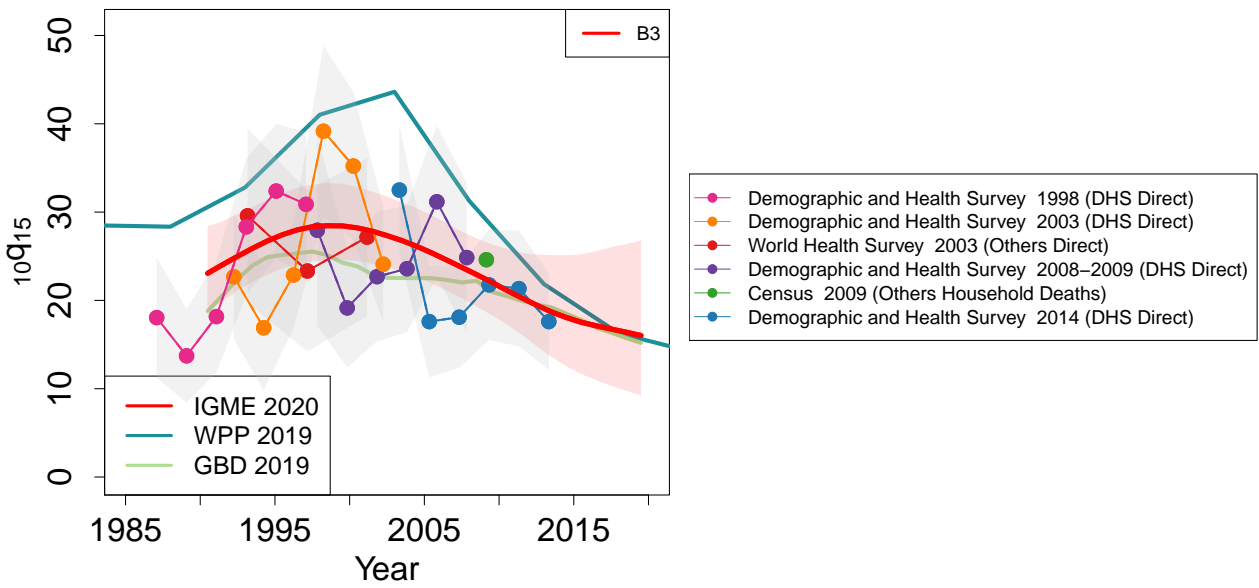 50
40
30
20
10
0
10q15
B3
IGME 2020
WPP 2019
GBD 2019
1985 1995 2005 2015
Year
Demographic and Health Survey 1998 (DHS Direct)
Demographic and Health Survey 2003 (DHS Direct)
World Health Survey 2003 (Others Direct)
Demographic and Health Survey 2008−2009 (DHS Direct)
Census 2009 (Others Household Deaths)
Demographic and Health Survey 2014 (DHS Direct)